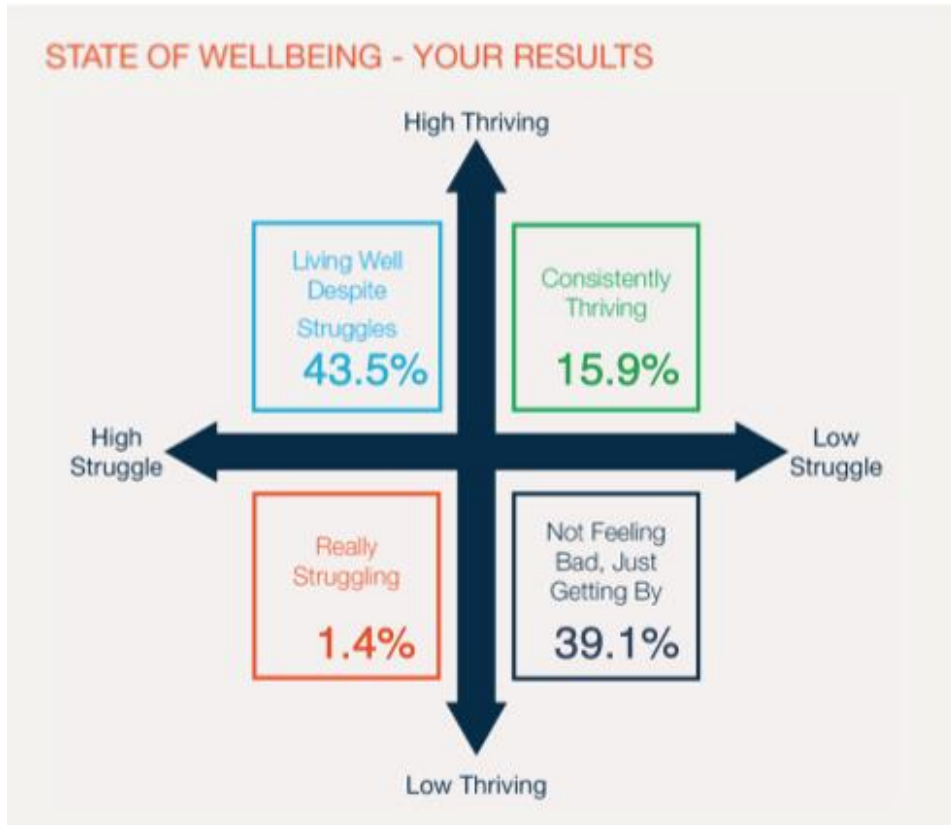 STATE OF WELLBEING - YOUR RESULTS
High Thriving
Living Well
Despite
Struggles
43.5%
Consistently
Thriving
15.9%
High
Struggle
Low
Struggle
Really
Struggling
1.4%
Not Feeling
Bad, Just
Getting By
39.1%
Low Thriving